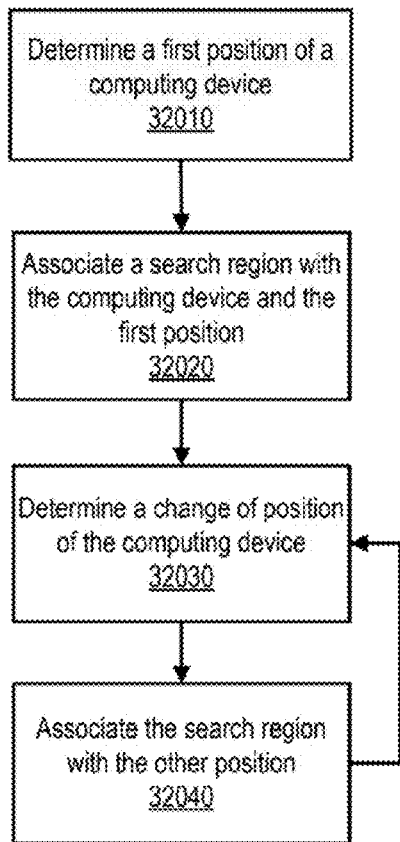 Determine a first position of a
computing device
32010
Associate a search region with
the computing device and the
first position
32020
Determine a change of position
of the computing device
32030
Associate the search region
with the other position
32040